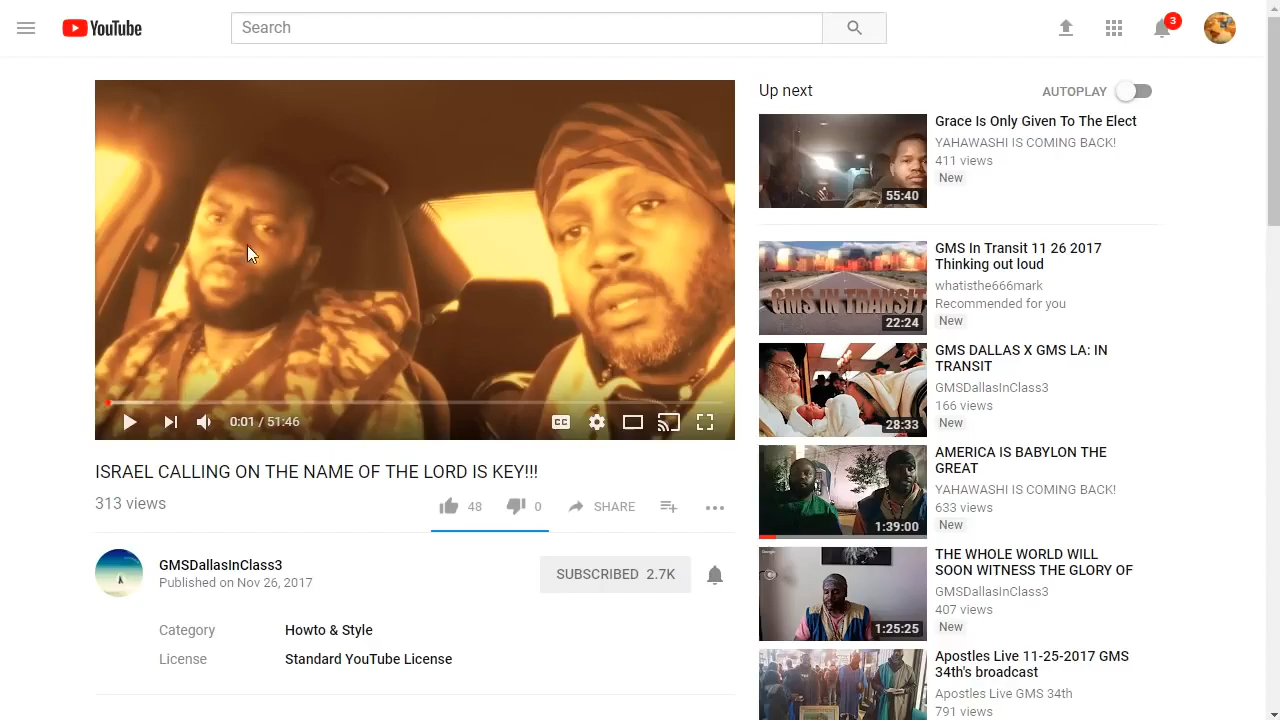 YouTube
Search
3
ISRAEL CALLING ON THE NAME OF THE LORD IS KEY!!!
0:01 / 51:46
CC
313 views
48
0
SHARE
GMSDallasInClass3
Published on Nov 26, 2017
SUBSCRIBED 2.7K
Category Howto & Style
License Standard YouTube License
Up next
AUTOPLAY
55:40
Grace Is Only Given To The Elect
YAHAWASHI IS COMING BACK!
411 views
New
GMS IN TRANSIT
22:24
GMS In Transit 11 26 2017
Thinking out loud
whatisthe666mark
Recommended for you
New
28:33
GMS DALLAS X GMS LA: IN
TRANSIT
GMSDallasInClass3
166 views
New
1:39:00
AMERICA IS BABYLON THE
GREAT
YAHAWASHI IS COMING BACK!
633 views
New
1:25:25
THE WHOLE WORLD WILL
SOON WITNESS THE GLORY OF
GMSDallasInClass3
407 views
New
Apostles Live 11-25-2017 GMS
34th's broadcast
Apostles Live GMS 34th
791 views